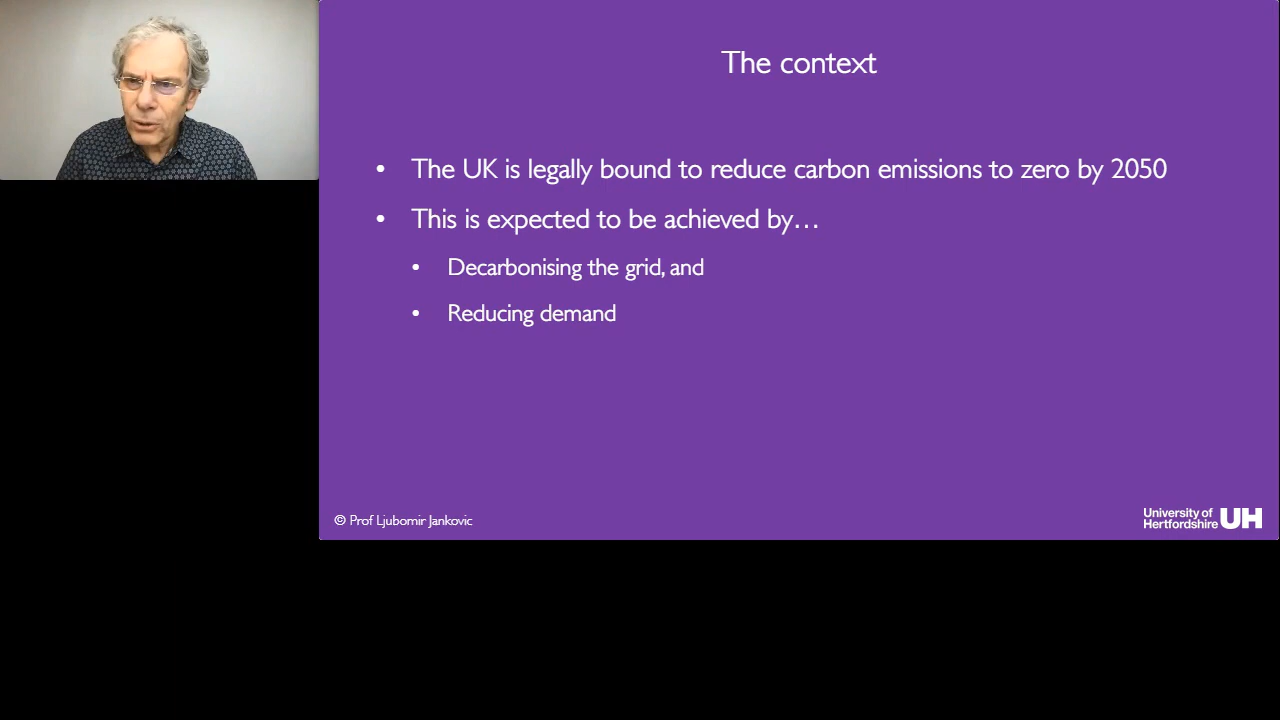 The context
• The UK is legally bound to reduce carbon emissions to zero by 2050
• This is expected to be achieved by…
• Decarbonising the grid, and
• Reducing demand
© Prof Ljubomir Jankovic
University of
Hertfordshire UH